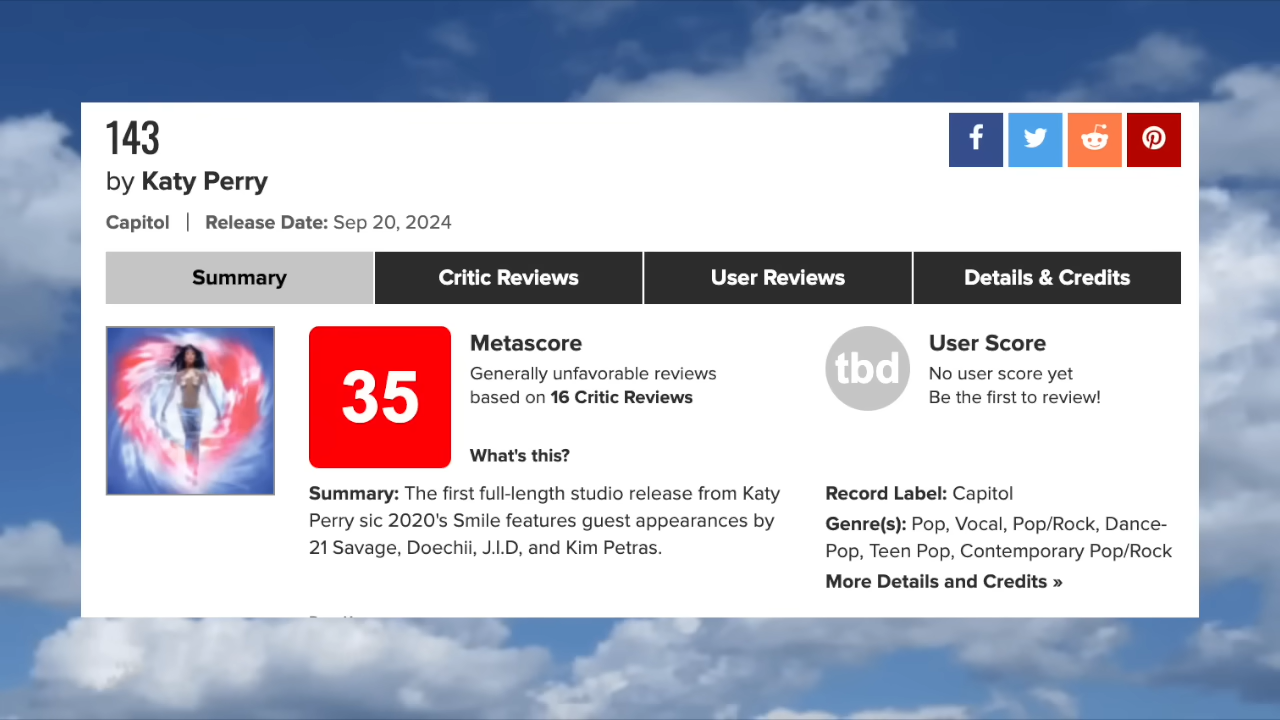 143
by Katy Perry
Capitol | Release Date: Sep 20, 2024
Summary
Critic Reviews
User Reviews
Details & Credits
35
Metascore
Generally unfavorable reviews
based on 16 Critic Reviews
What's this?
tbd
User Score
No user score yet
Be the first to review!
Summary: The first full-length studio release from Katy
Perry sic 2020's Smile features guest appearances by
21 Savage, Doechii, J.I.D, and Kim Petras.
Record Label: Capitol
Genre(s): Pop, Vocal, Pop/Rock, Dance-
Pop, Teen Pop, Contemporary Pop/Rock
More Details and Credits »